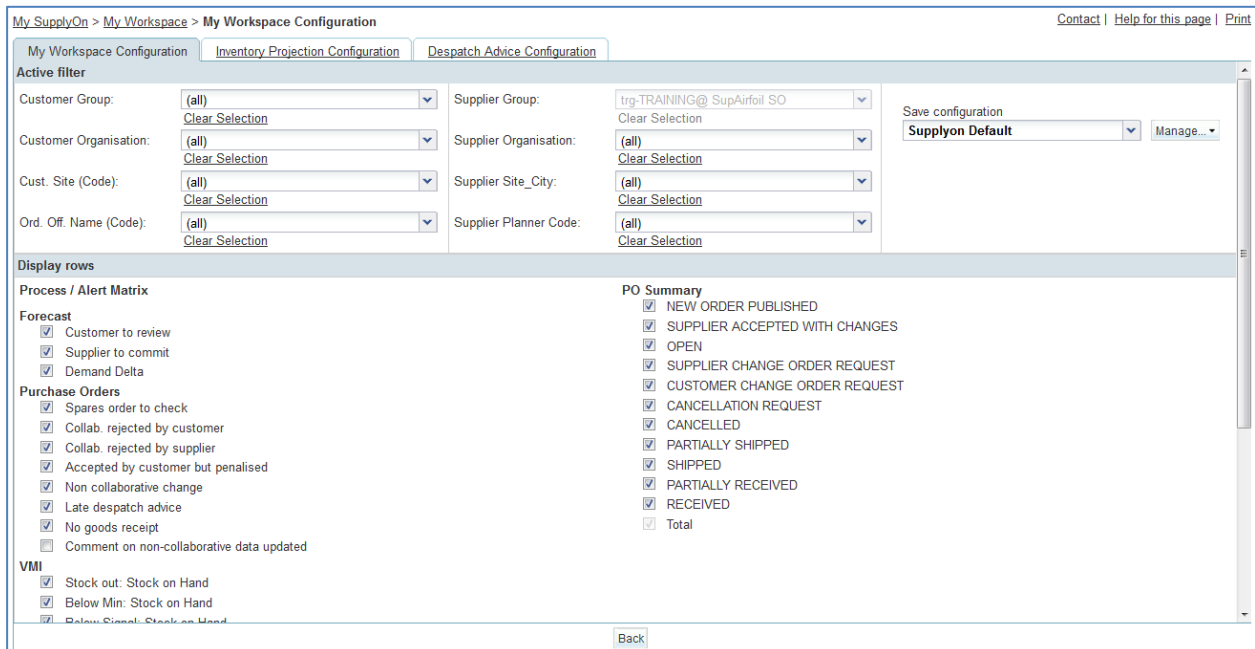 My SupplyOn > My Workspace > My Workspace Configuration
Contact | Help for this page | Print
My Workspace Configuration
Inventory Projection Configuration
Despatch Advice Configuration
Active filter
Customer Group:
(all)
Clear Selection
Customer Organisation:
(all)
Clear Selection
Cust. Site (Code):
(all)
Clear Selection
Ord. Off. Name (Code):
(all)
Clear Selection
Supplier Group:
trg-TRAINING@ SupAirfoil SO
Clear Selection
Supplier Organisation:
(all)
Clear Selection
Supplier Site_City:
(all)
Clear Selection
Supplier Planner Code:
(all)
Clear Selection
Save configuration
Supplyon Default
Manage...
Display rows
Process / Alert Matrix
Forecast
Customer to review
Supplier to commit
Demand Delta
Purchase Orders
Spares order to check
Collab. rejected by customer
Collab. rejected by supplier
Accepted by customer but penalised
Non collaborative change
Late despatch advice
No goods receipt
Comment on non-collaborative data updated
VMI
Stock out: Stock on Hand
Below Min: Stock on Hand
Below Signal: Stock on Hand
PO Summary
NEW ORDER PUBLISHED
SUPPLIER ACCEPTED WITH CHANGES
OPEN
SUPPLIER CHANGE ORDER REQUEST
CUSTOMER CHANGE ORDER REQUEST
CANCELLATION REQUEST
CANCELLED
PARTIALLY SHIPPED
SHIPPED
PARTIALLY RECEIVED
RECEIVED
Total
Back